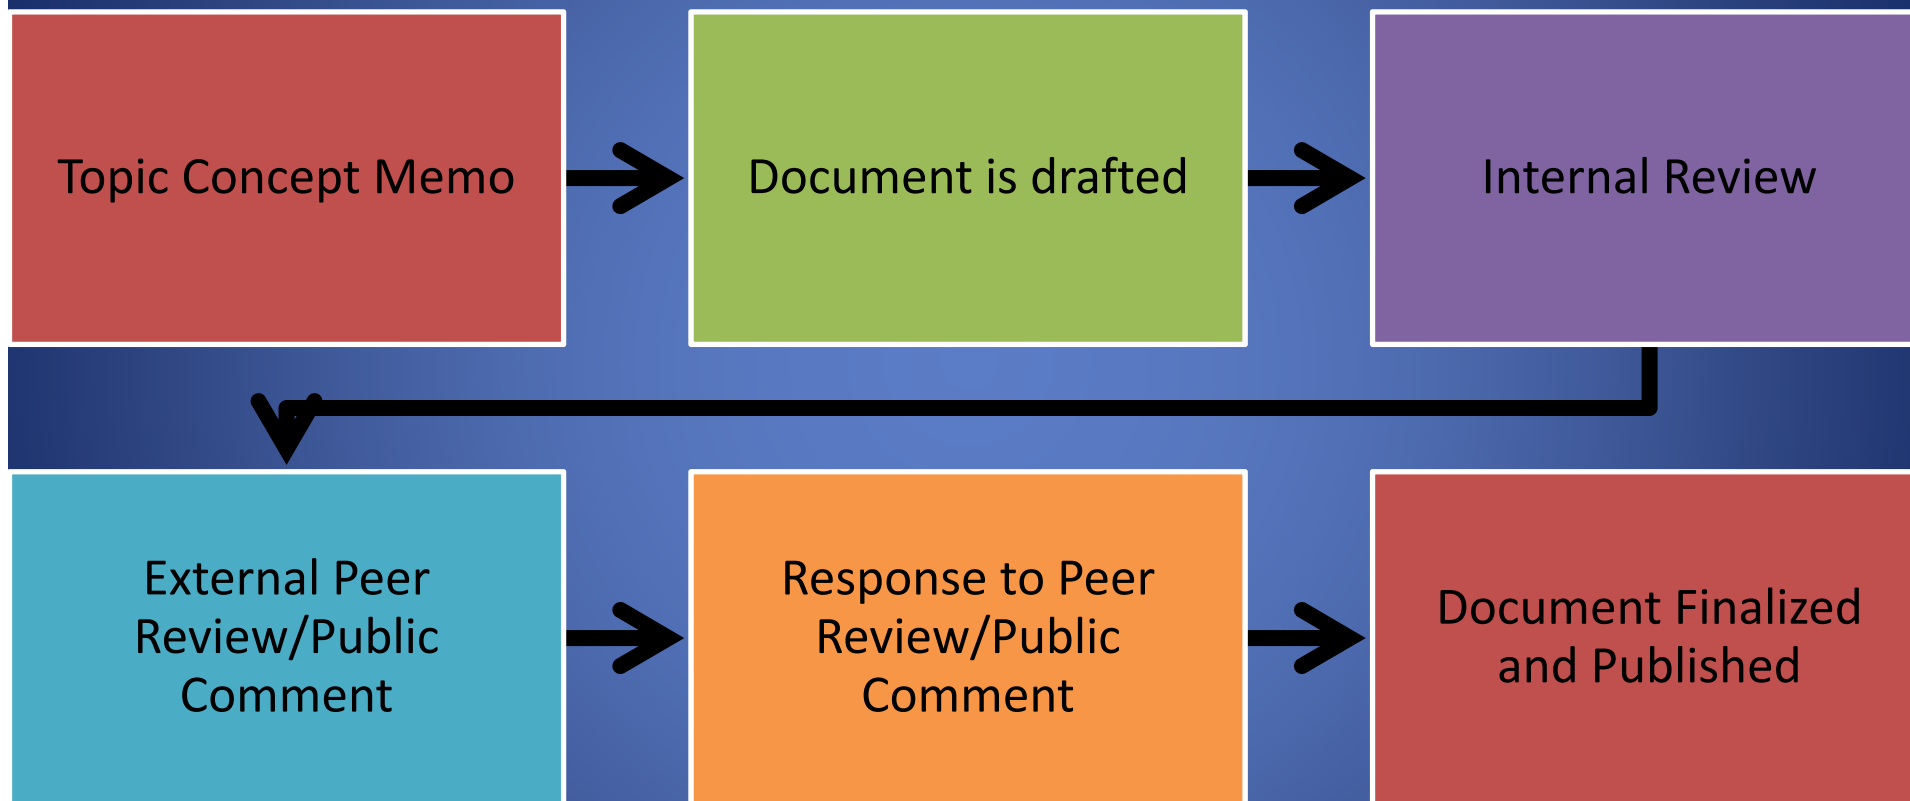 Topic Concept Memo
Document is drafted
Internal Review
External Peer
Review/Public
Comment
Response to Peer
Review/Public
Comment
Document Finalized
and Published